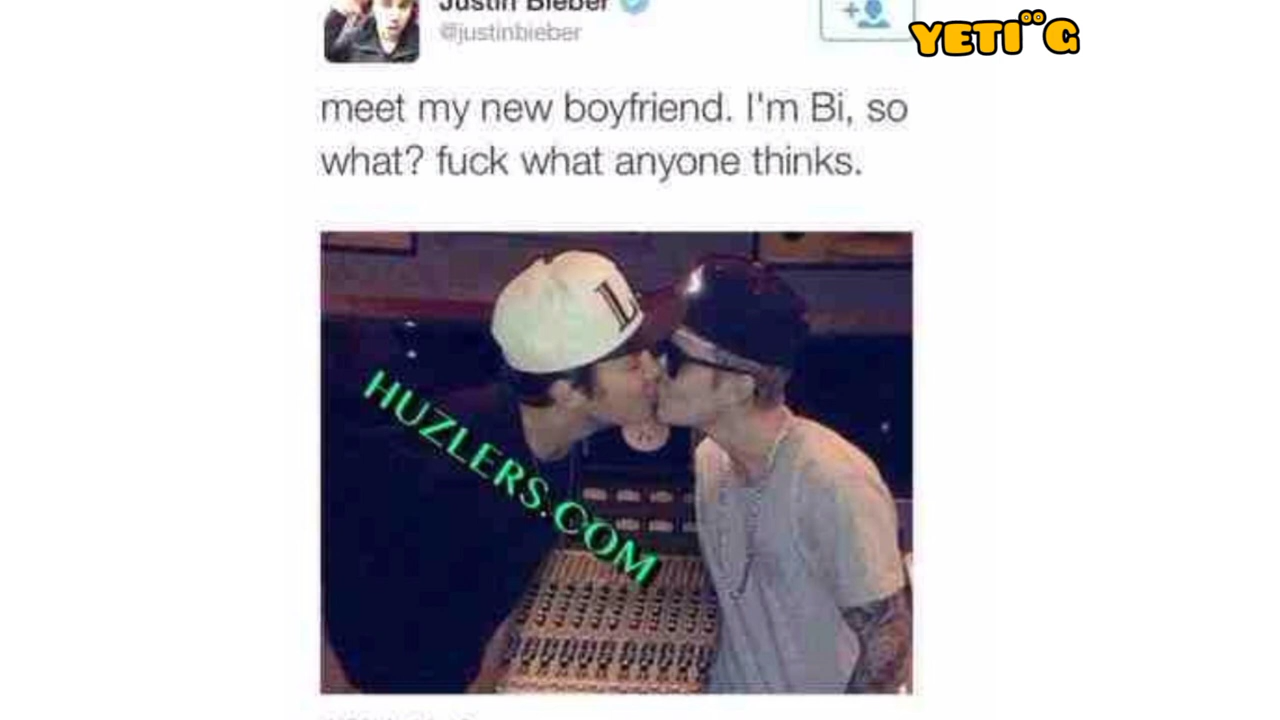 Justin Bieber
@justinbieber
YETI¨G
meet my new boyfriend. I'm Bi, so
what? fuck what anyone thinks.
L
HUZLERS.COM